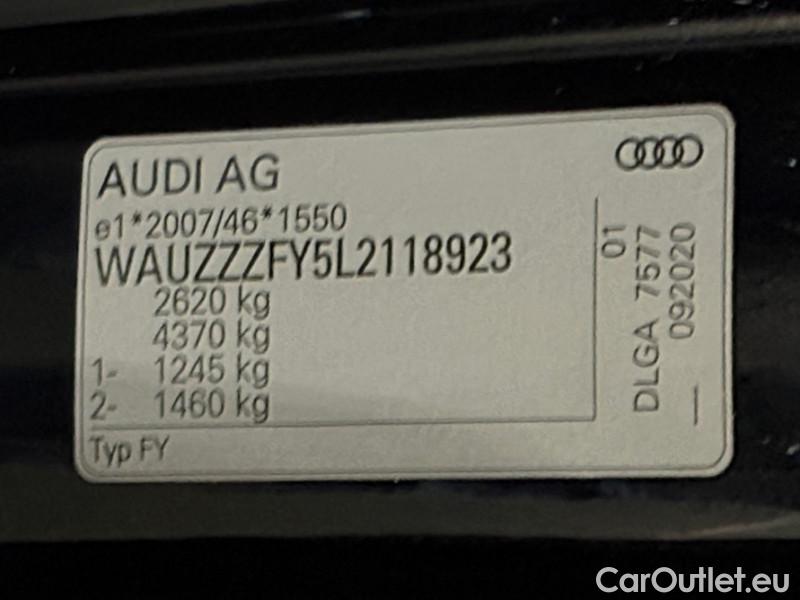 AUDI AG
e1*2007/46*1550
WAUZZZFY5L2118923
2620 kg
4370 kg
1- 1245 kg
2- 1460 kg
Typ FY
01
DLGA 7577
— 092020
CarOutlet.eu